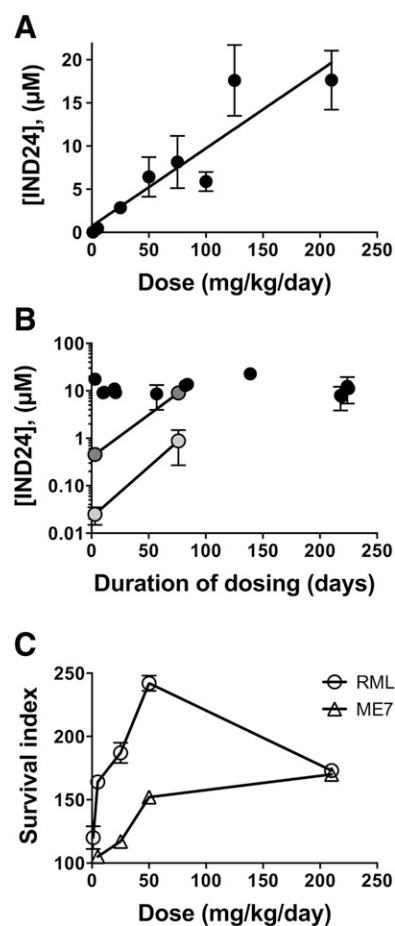 A
20
15
10
5
0
[IND24], (μM)
0 50 100 150 200 250
Dose (mg/kg/day)
B
100
10
1
0.10
0.01
[IND24], (μM)
0 50 100 150 200 250
Duration of dosing (days)
C
250
200
150
100
Survival index
RML
ME7
0 50 100 150 200 250
Dose (mg/kg/day)